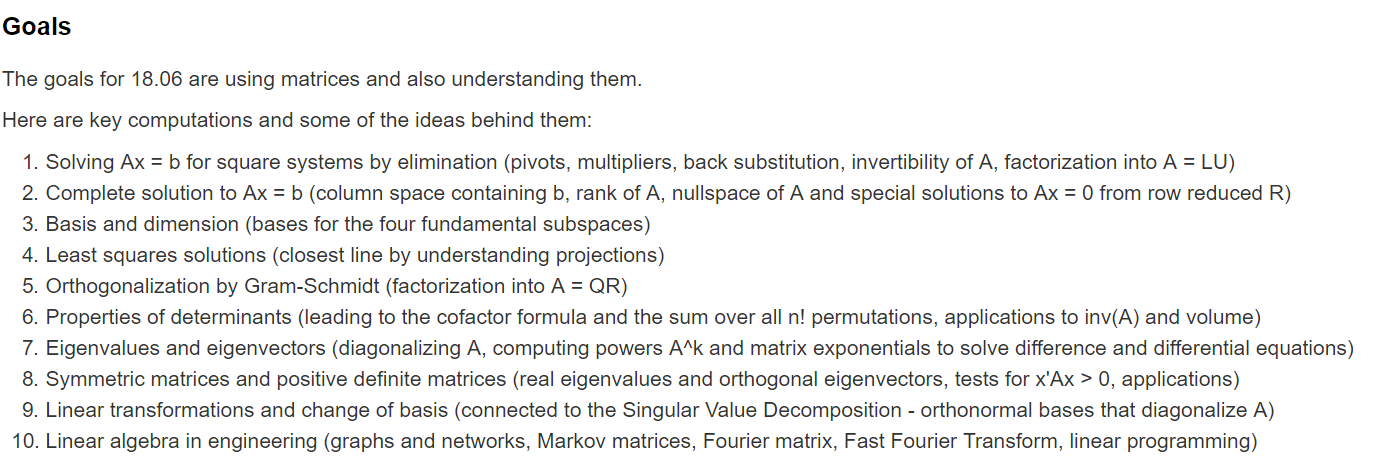 Goals
The goals for 18.06 are using matrices and also understanding them.
Here are key computations and some of the ideas behind them:
1. Solving Ax = b for square systems by elimination (pivots, multipliers, back substitution, invertibility of A, factorization into A = LU)
2. Complete solution to Ax = b (column space containing b, rank of A, nullspace of A and special solutions to Ax = 0 from row reduced R)
3. Basis and dimension (bases for the four fundamental subspaces)
4. Least squares solutions (closest line by understanding projections)
5. Orthogonalization by Gram-Schmidt (factorization into A = QR)
6. Properties of determinants (leading to the cofactor formula and the sum over all n! permutations, applications to inv(A) and volume)
7. Eigenvalues and eigenvectors (diagonalizing A, computing powers A^k and matrix exponentials to solve difference and differential equations)
8. Symmetric matrices and positive definite matrices (real eigenvalues and orthogonal eigenvectors, tests for x'Ax > 0, applications)
9. Linear transformations and change of basis (connected to the Singular Value Decomposition - orthonormal bases that diagonalize A)
10. Linear algebra in engineering (graphs and networks, Markov matrices, Fourier matrix, Fast Fourier Transform, linear programming)